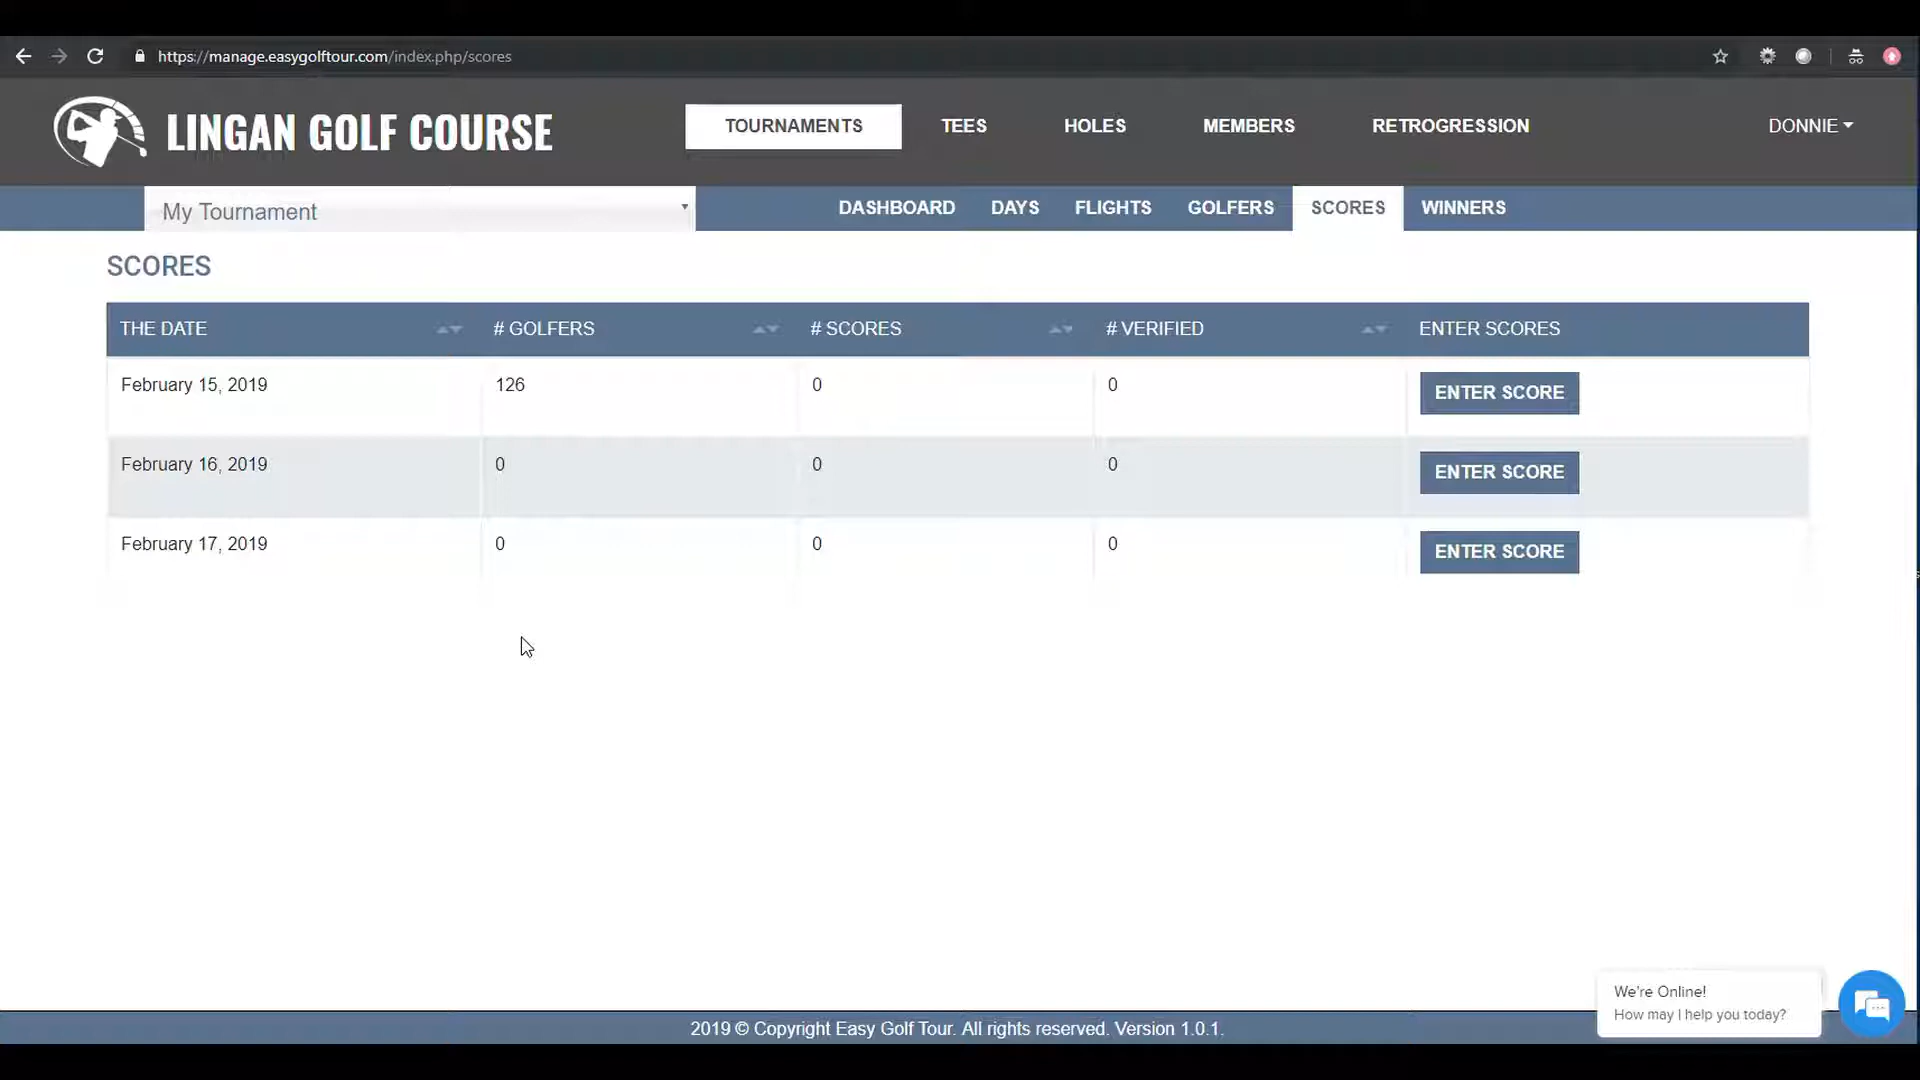 https://manage.easygolftour.com/index.php/scores
LINGAN GOLF COURSE
TOURNAMENTS TEES HOLES MEMBERS RETROGRESSION DONNIE
My Tournament DASHBOARD DAYS FLIGHTS GOLFERS SCORES WINNERS
SCORES
THE DATE # GOLFERS # SCORES # VERIFIED ENTER SCORES
February 15, 2019 126 0 0 ENTER SCORE
February 16, 2019 0 0 0 ENTER SCORE
February 17, 2019 0 0 0 ENTER SCORE
We're Online!
How may I help you today?
2019 © Copyright Easy Golf Tour. All rights reserved. Version 1.0.1.